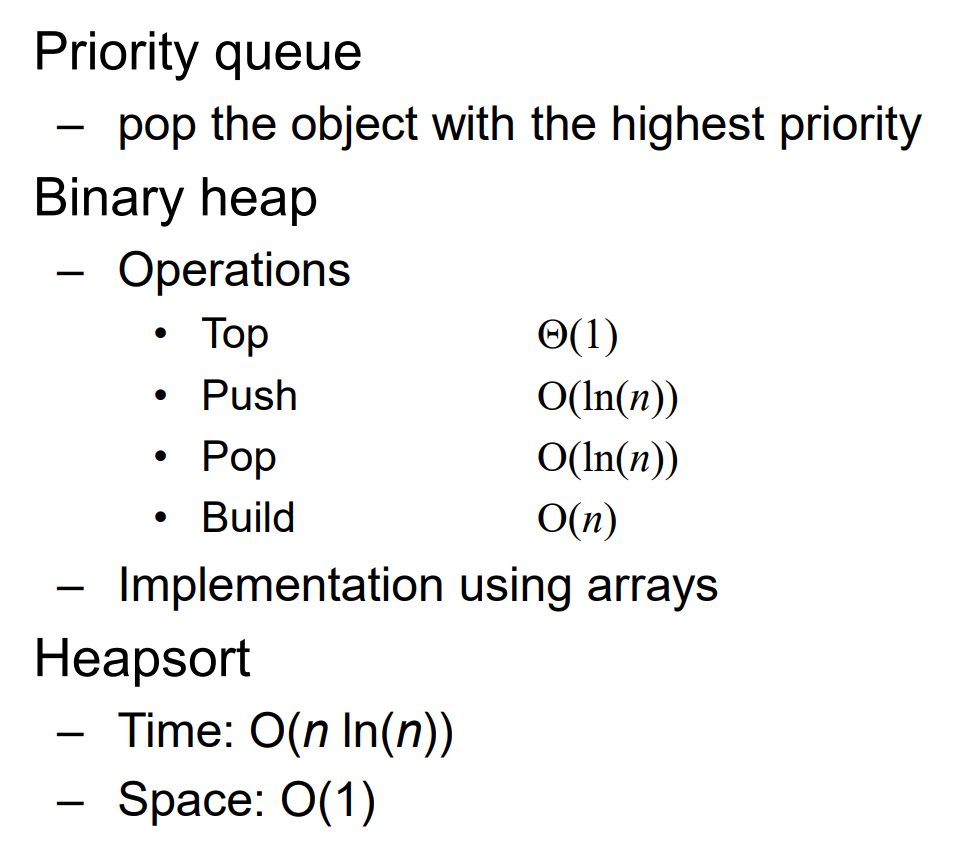 Priority queue
– pop the object with the highest priority
Binary heap
– Operations
• Top Θ(1)
• Push O(ln(n))
• Pop O(ln(n))
• Build O(n)
– Implementation using arrays
Heapsort
– Time: O(n ln(n))
– Space: O(1)